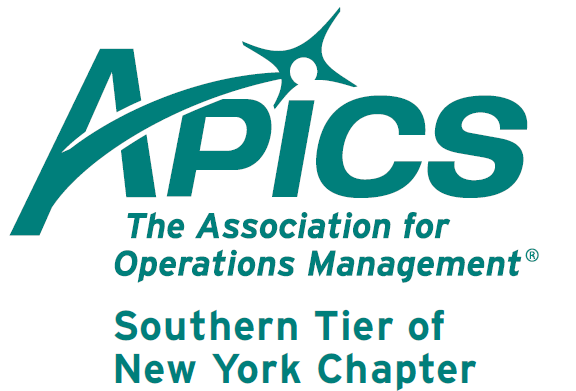 APICS
The Association for
Operations Management®
Southern Tier of
New York Chapter